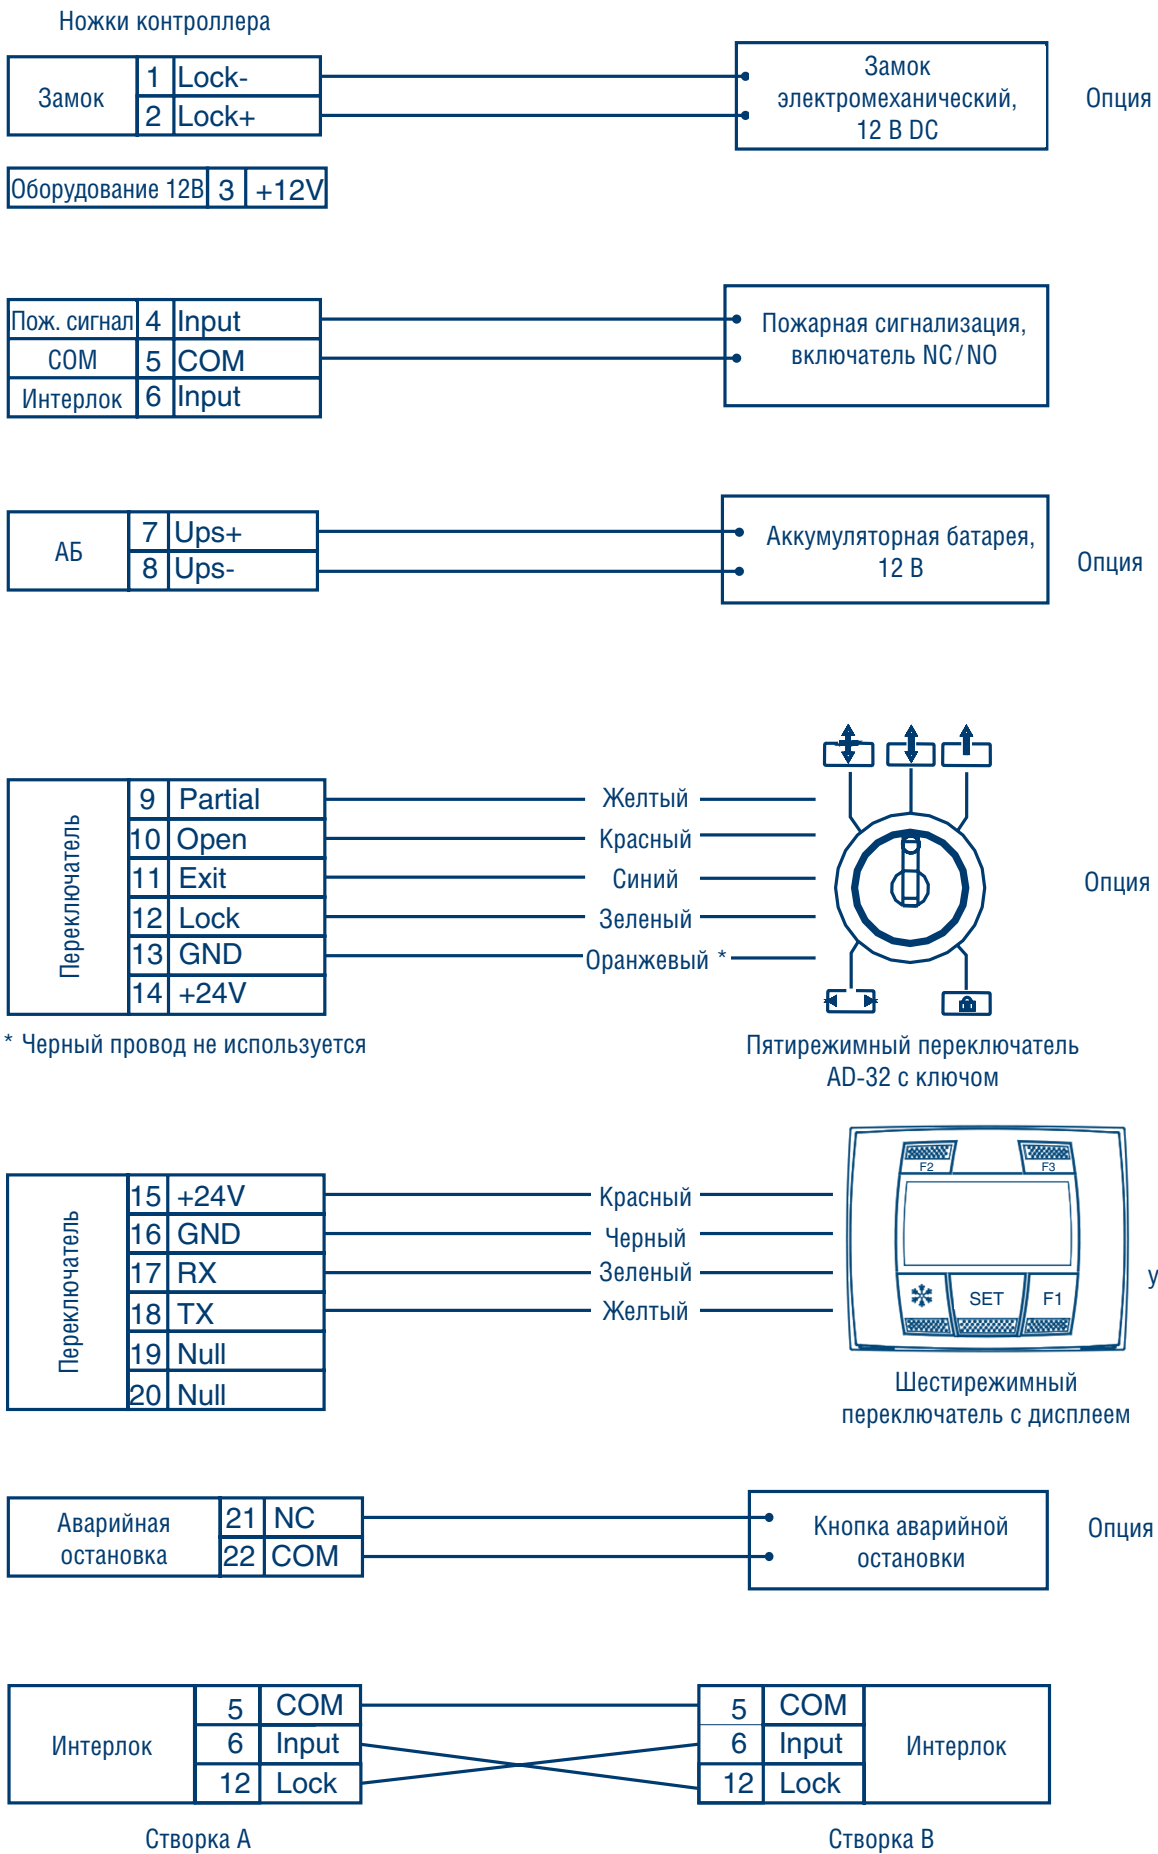 Ножки контроллера
Замок
1 Lock-
2 Lock+
Замок
электромеханический,
12 В DC
Опция
Оборудование 12В 3 +12V
Пож. сигнал 4 Input
COM 5 COM
Интерлок 6 Input
Пожарная сигнализация,
включатель NC/NO
АБ
7 Ups+
8 Ups-
Аккумуляторная батарея,
12 В
Опция
Переключатель
9 Partial
10 Open
11 Exit
12 Lock
13 GND
14 +24V
Желтый
Красный
Синий
Зеленый
Оранжевый *
Опция
* Черный провод не используется
Пятирежимный переключатель
AD-32 с ключом
Переключатель
15 +24V
16 GND
17 RX
18 TX
19 Null
20 Null
Красный
Черный
Зеленый
Желтый
F2
F3
SET
F1
У
Шестирежимный
переключатель с дисплеем
Аварийная
остановка
21 NC
22 COM
Кнопка аварийной
остановки
Опция
Интерлок
5 COM
6 Input
12 Lock
5 COM
6 Input
12 Lock
Интерлок
Створка А
Створка В